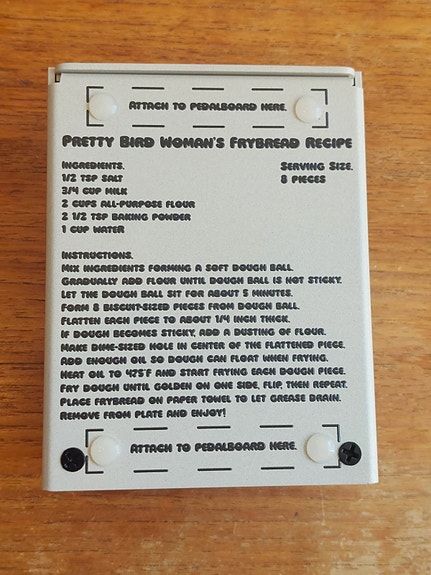 Attach to pedalboard here.
Pretty Bird Woman's Frybread Recipe
Ingredients. Serving Size.
1/2 tsp salt 8 pieces
3/4 cup milk
2 cups all-purpose flour
2 1/2 tsp baking powder
1 cup water
Instructions.
Mix ingredients forming a soft dough ball.
Gradually add flour until dough ball is not sticky.
Let the dough ball sit for about 5 minutes.
Form 8 biscuit-sized pieces from dough ball.
Flatten each piece to about 1/4 inch thick.
If dough becomes sticky, add a dusting of flour.
Make dime-sized hole in center of the flattened piece.
Add enough oil so dough can float when frying.
Heat oil to 475°F and start frying each dough piece.
Fry dough until golden on one side, flip, then repeat.
Place frybread on paper towel to let grease drain.
Remove from plate and enjoy!
Attach to pedalboard here.